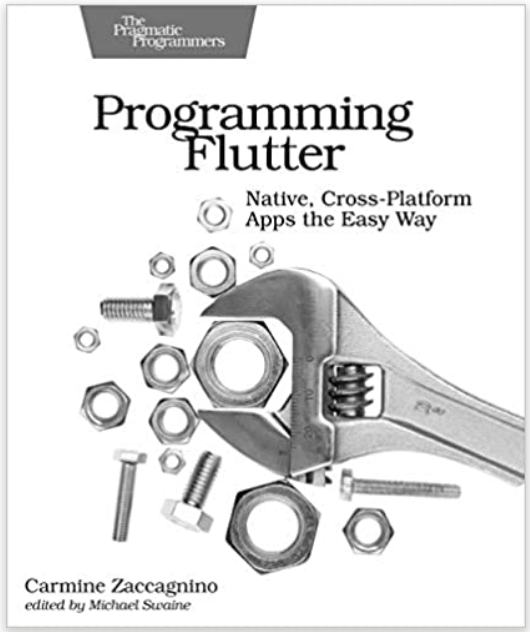 The
Pragmatic
Programmers
Programming
Flutter
Native, Cross-Platform
Apps the Easy Way
Carmine Zaccagnino
edited by Michael Swaine